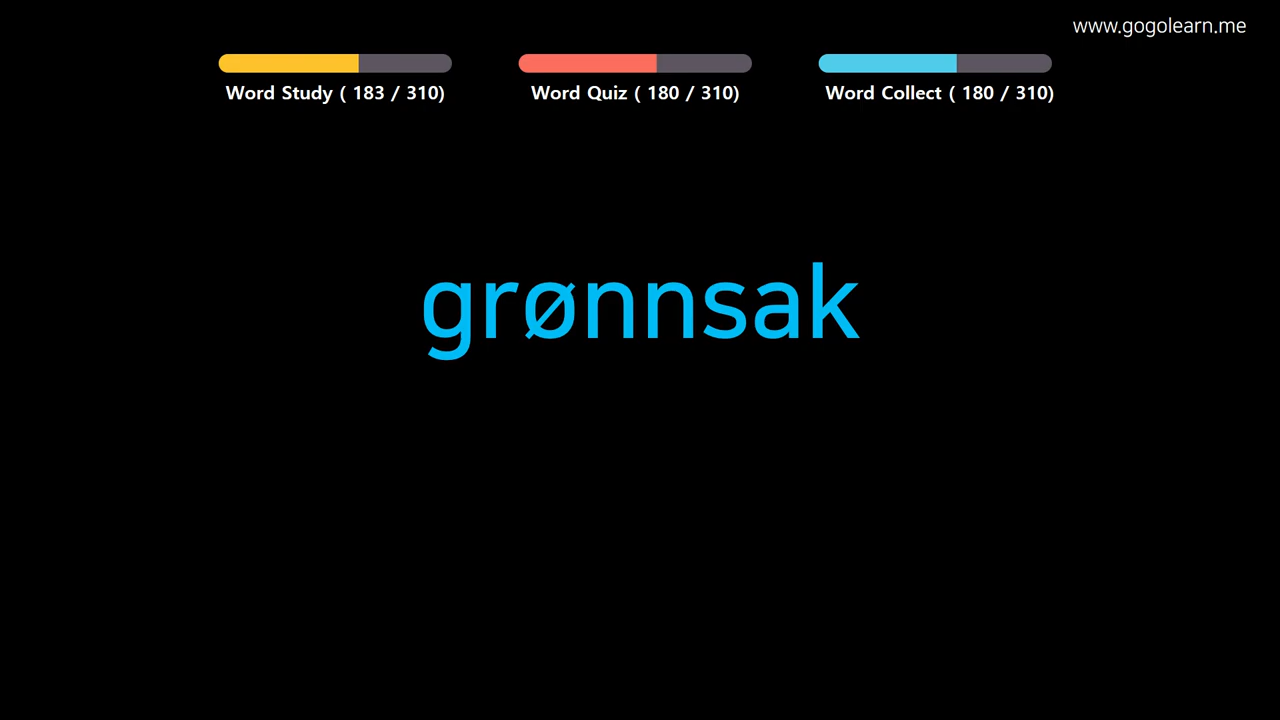 www.gogolearn.me
Word Study ( 183 / 310)
Word Quiz ( 180 / 310)
Word Collect ( 180 / 310)
grønnsak